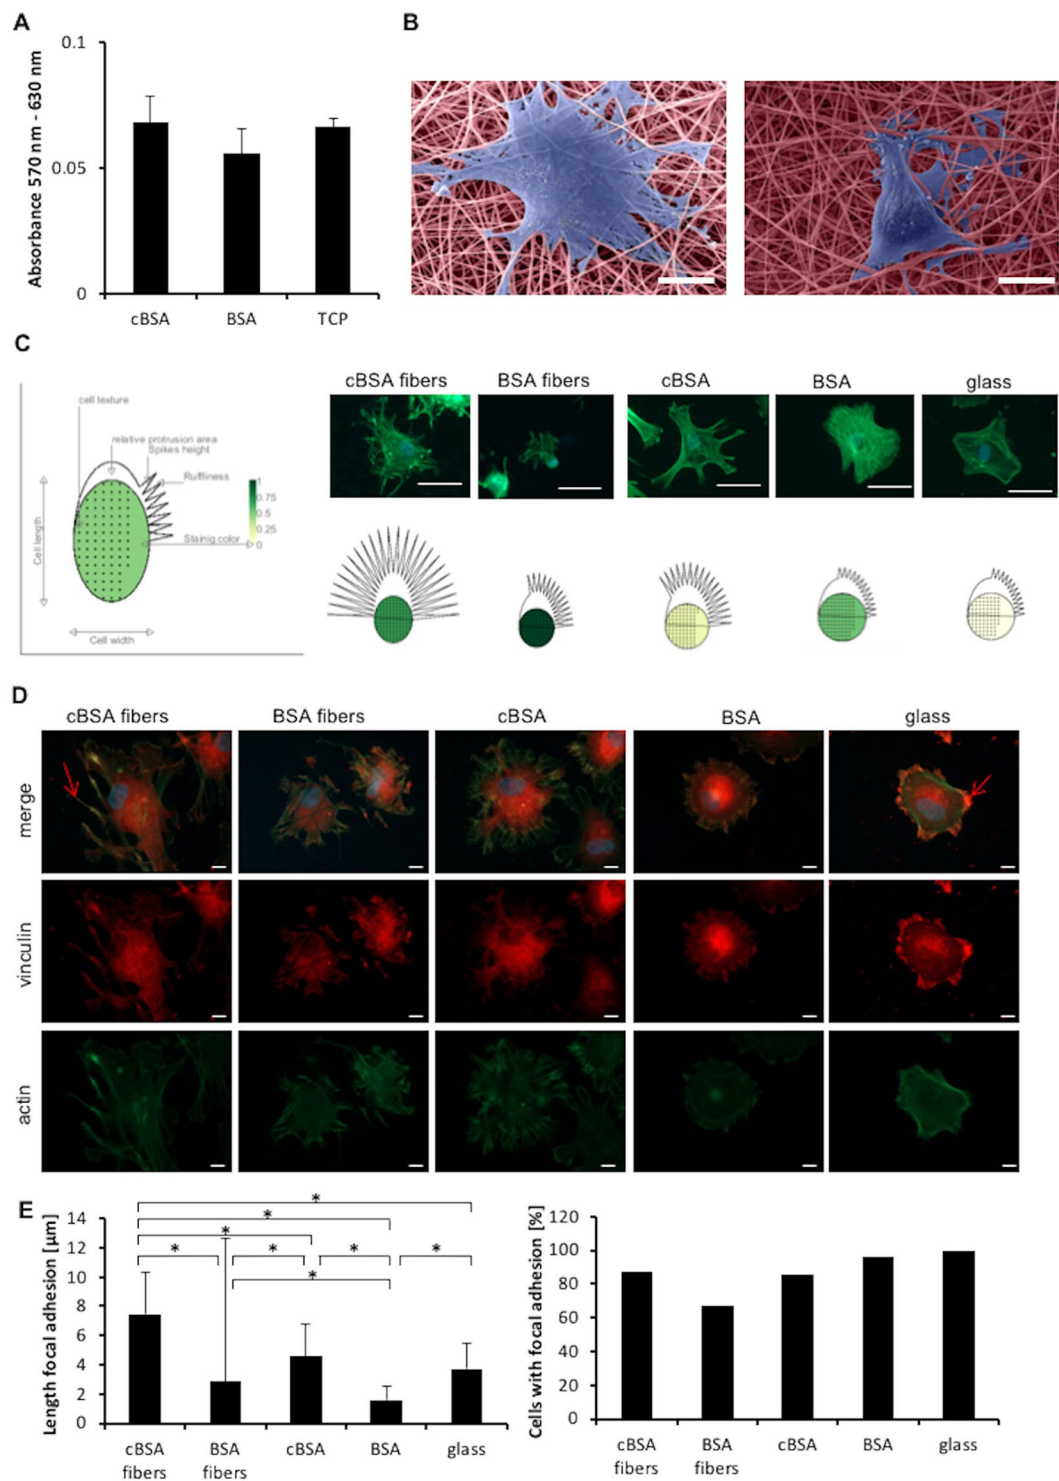 A
Absorbance 570 nm - 630 nm
0.1
0.05
0
cBSA
BSA
TCP
B
C
cell texture
relative protrusion area
Spikes height
Ruffliness
Cell length
1
0.75
0.5
0.25
0
Stainig color
Cell width
cBSA fibers
BSA fibers
cBSA
BSA
glass
D
cBSA fibers
BSA fibers
cBSA
BSA
glass
merge
vinculin
actin
E
Length focal adhesion [µm]
14
12
10
8
6
4
2
0
*
*
*
* * * *
*
cBSA fibers
BSA fibers
cBSA
BSA
glass
Cells with focal adhesion [%]
120
100
80
60
40
20
0
cBSA fibers
BSA fibers
cBSA
BSA
glass